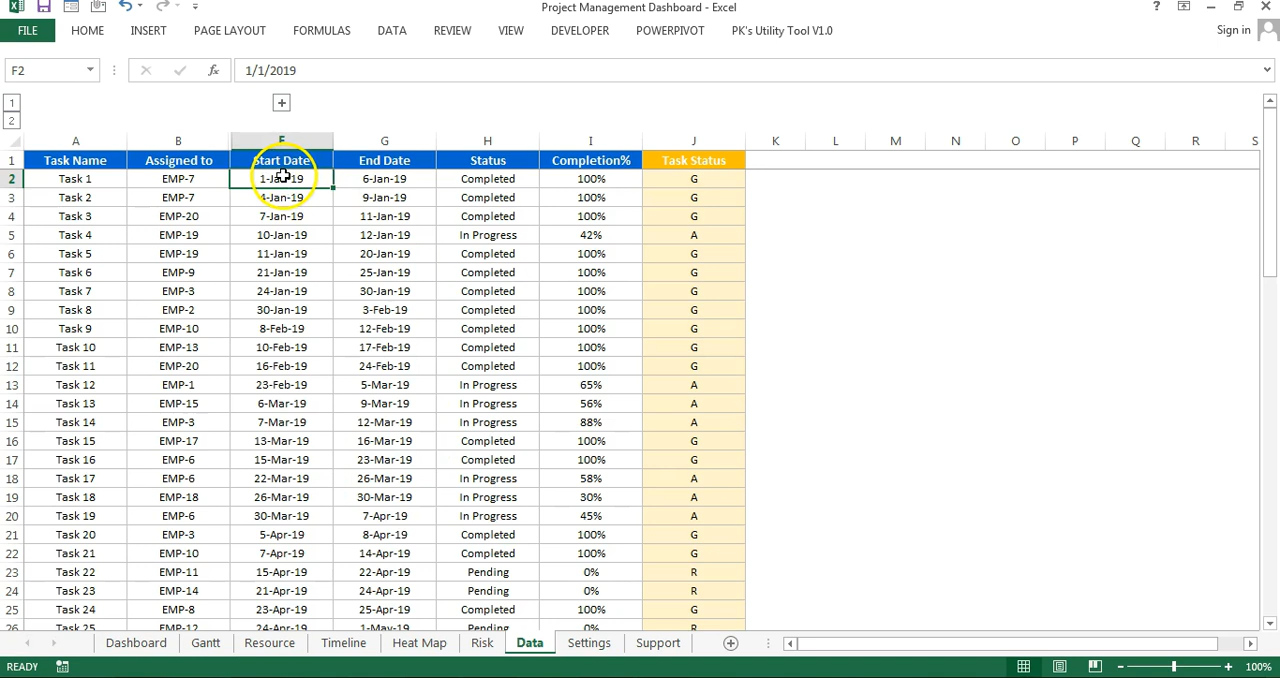 Project Management Dashboard - Excel
FILE HOME INSERT PAGE LAYOUT FORMULAS DATA REVIEW VIEW DEVELOPER POWERPIVOT PK's Utility Tool V1.0 Sign in
F2 fx 1/1/2019
1
2
A B F G H I J K L M N O P Q R S
1 Task Name Assigned to Start Date End Date Status Completion% Task Status
2 Task 1 EMP-7 1-Jan-19 6-Jan-19 Completed 100% G
3 Task 2 EMP-7 4-Jan-19 9-Jan-19 Completed 100% G
4 Task 3 EMP-20 7-Jan-19 11-Jan-19 Completed 100% G
5 Task 4 EMP-19 10-Jan-19 12-Jan-19 In Progress 42% A
6 Task 5 EMP-19 11-Jan-19 20-Jan-19 Completed 100% G
7 Task 6 EMP-9 21-Jan-19 25-Jan-19 Completed 100% G
8 Task 7 EMP-3 24-Jan-19 30-Jan-19 Completed 100% G
9 Task 8 EMP-2 30-Jan-19 3-Feb-19 Completed 100% G
10 Task 9 EMP-10 8-Feb-19 12-Feb-19 Completed 100% G
11 Task 10 EMP-13 10-Feb-19 17-Feb-19 Completed 100% G
12 Task 11 EMP-20 16-Feb-19 24-Feb-19 Completed 100% G
13 Task 12 EMP-1 23-Feb-19 5-Mar-19 In Progress 65% A
14 Task 13 EMP-15 6-Mar-19 9-Mar-19 In Progress 56% A
15 Task 14 EMP-3 7-Mar-19 12-Mar-19 In Progress 88% A
16 Task 15 EMP-17 13-Mar-19 16-Mar-19 Completed 100% G
17 Task 16 EMP-6 15-Mar-19 23-Mar-19 Completed 100% G
18 Task 17 EMP-6 22-Mar-19 26-Mar-19 In Progress 58% A
19 Task 18 EMP-18 26-Mar-19 30-Mar-19 In Progress 30% A
20 Task 19 EMP-6 30-Mar-19 7-Apr-19 In Progress 45% A
21 Task 20 EMP-3 5-Apr-19 8-Apr-19 Completed 100% G
22 Task 21 EMP-10 7-Apr-19 14-Apr-19 Completed 100% G
23 Task 22 EMP-11 15-Apr-19 22-Apr-19 Pending 0% R
24 Task 23 EMP-14 21-Apr-19 24-Apr-19 Pending 0% R
25 Task 24 EMP-8 23-Apr-19 25-Apr-19 Completed 100% G
26 Task 25 EMP-12 24-Apr-19 1-May-19 Pending 0% R
Dashboard Gantt Resource Timeline Heat Map Risk Data Settings Support
READY 100%